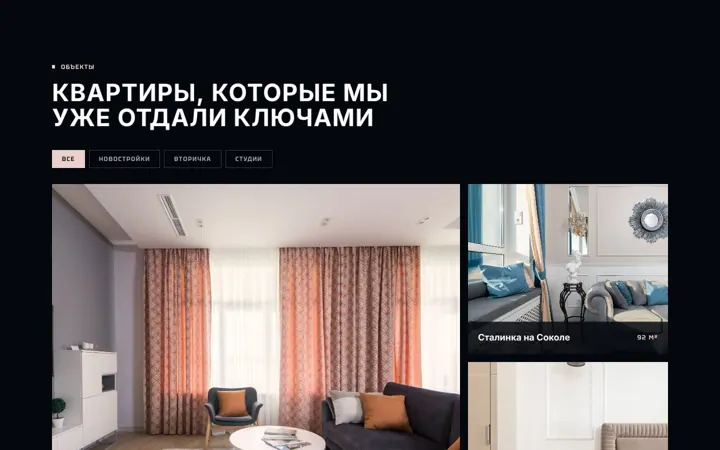 ОБЪЕКТЫ
КВАРТИРЫ, КОТОРЫЕ МЫ
УЖЕ ОТДАЛИ КЛЮЧАМИ
ВСЕ
НОВОСТРОЙКИ
ВТОРИЧКА
СТУДИИ
Сталинка на Соколе
92 М²